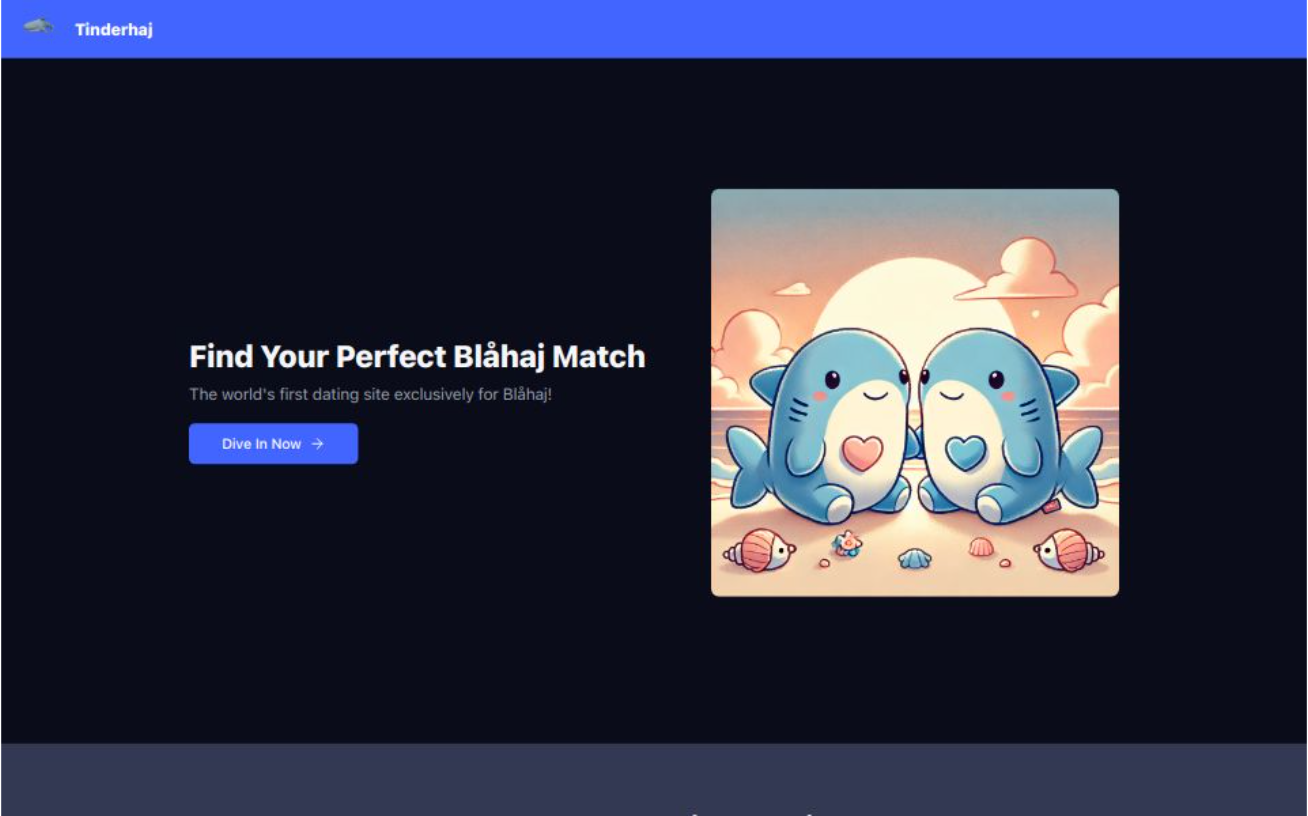 Tinderhaj
Find Your Perfect Blåhaj Match
The world's first dating site exclusively for Blåhaj!
Dive In Now →